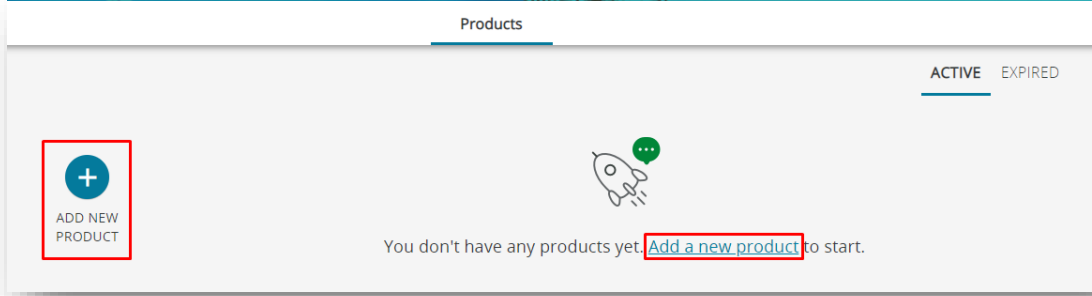 Products
ACTIVE EXPIRED
ADD NEW
PRODUCT
You don't have any products yet. Add a new product to start.